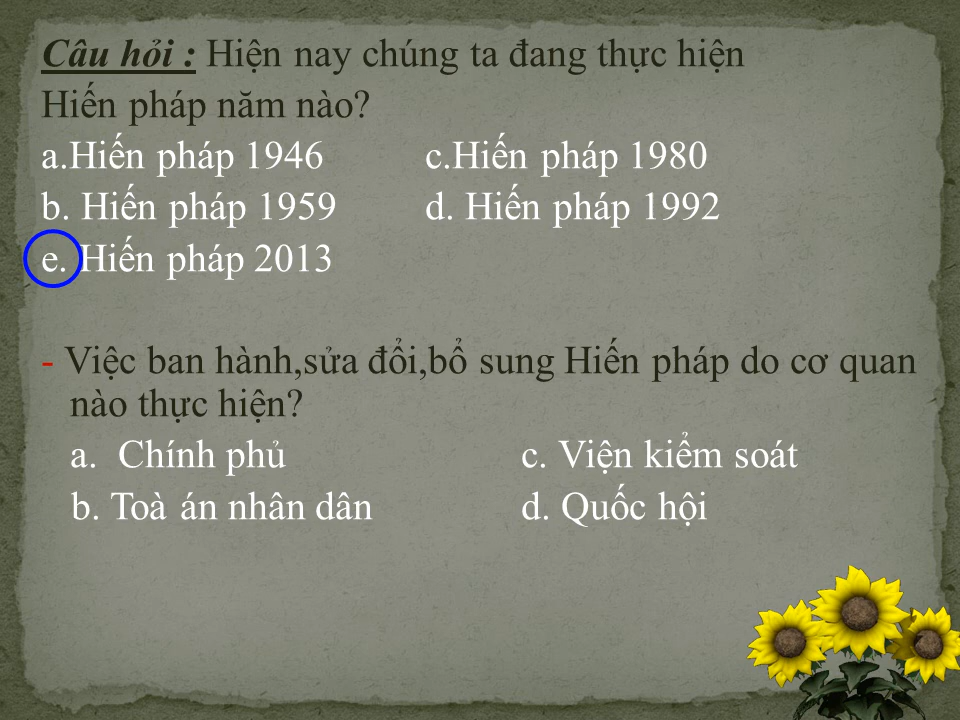 Câu hỏi : Hiện nay chúng ta đang thực hiện
Hiến pháp năm nào?
a.Hiến pháp 1946 c.Hiến pháp 1980
b. Hiến pháp 1959 d. Hiến pháp 1992
e. Hiến pháp 2013
- Việc ban hành,sửa đổi,bổ sung Hiến pháp do cơ quan
nào thực hiện?
a. Chính phủ c. Viện kiểm soát
b. Toà án nhân dân d. Quốc hội